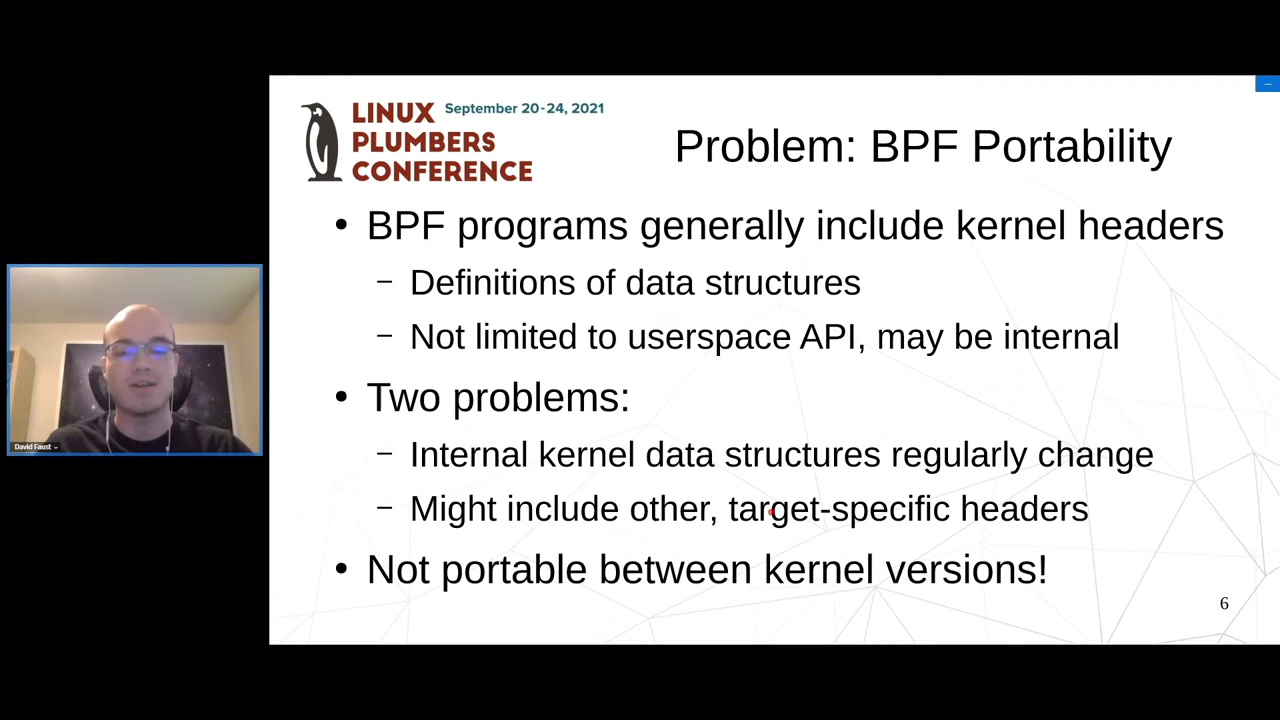 LINUX September 20-24, 2021
PLUMBERS
CONFERENCE
Problem: BPF Portability
• BPF programs generally include kernel headers
– Definitions of data structures
– Not limited to userspace API, may be internal
• Two problems:
– Internal kernel data structures regularly change
– Might include other, target-specific headers
• Not portable between kernel versions!
6
David Faust